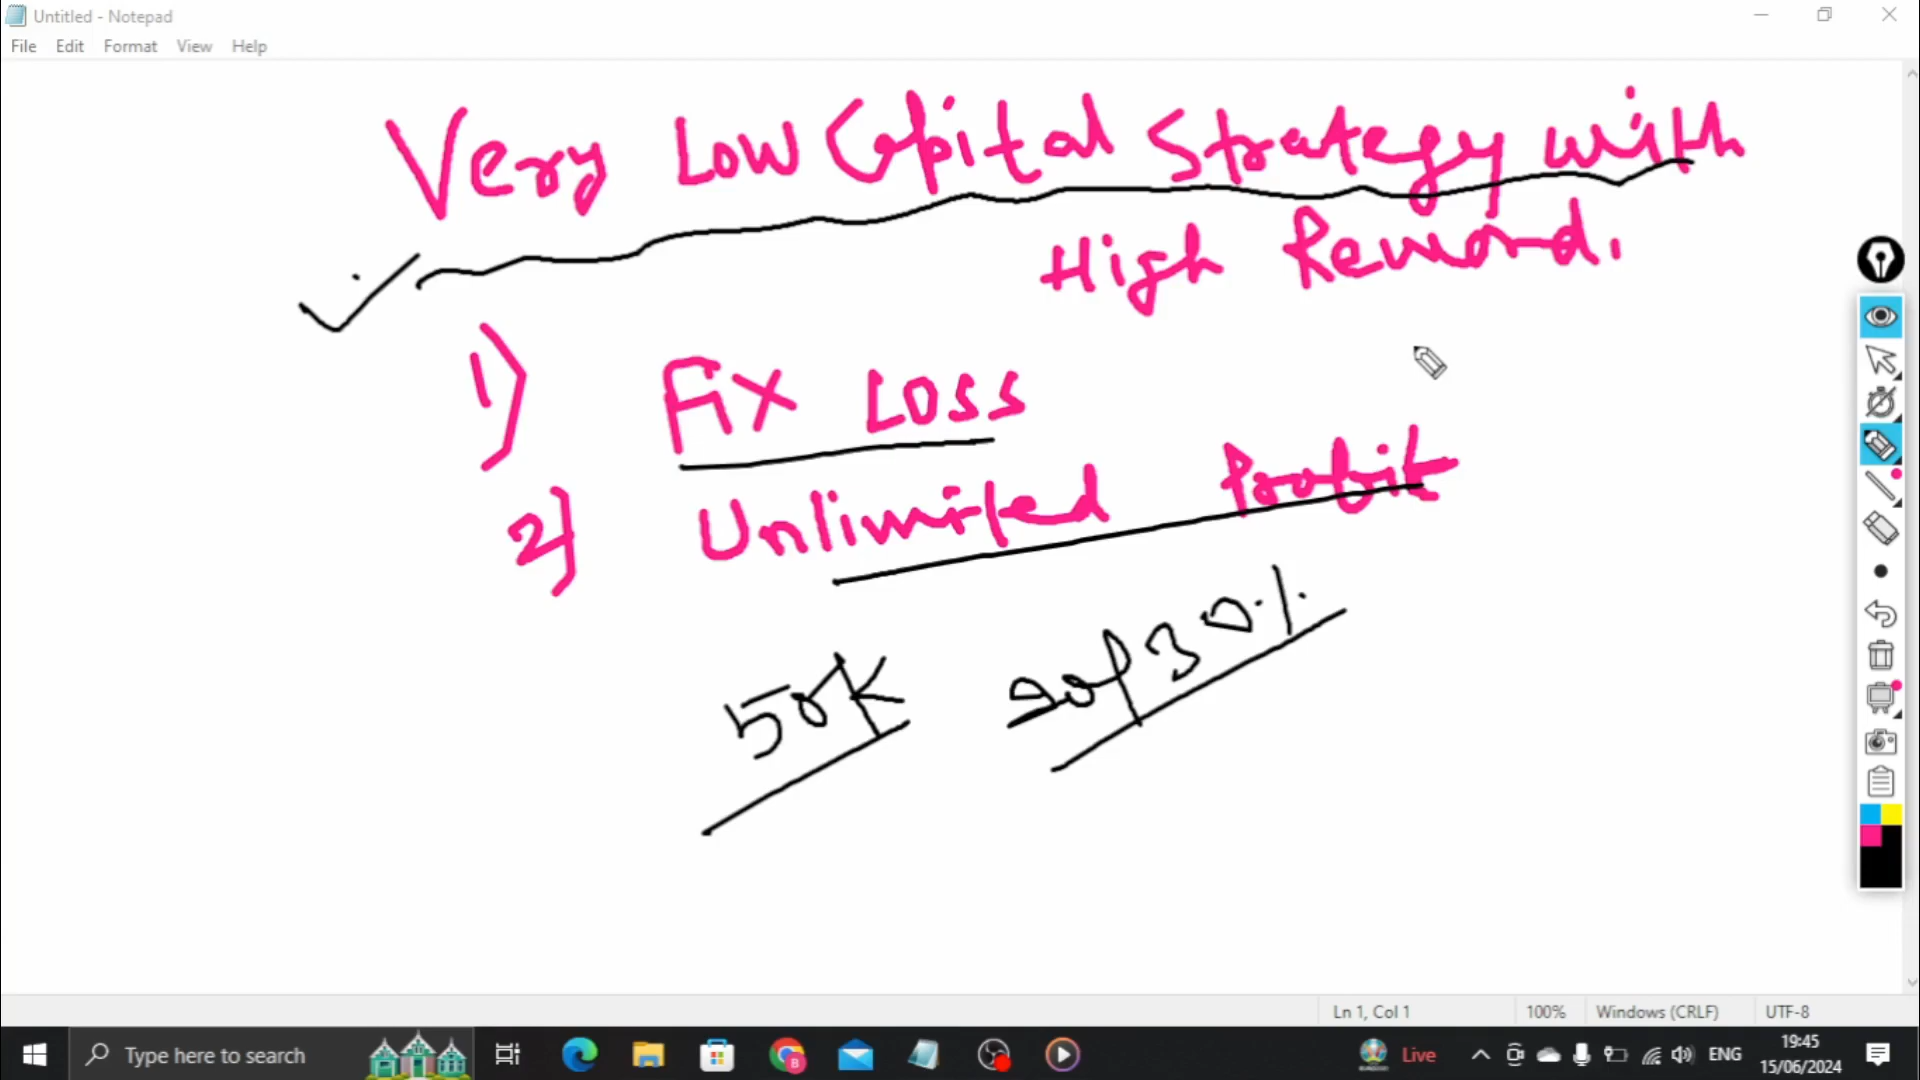 Untitled - Notepad
File Edit Format View Help
Very Low Capital Strategy with
High Reward.
1) Fix Loss
2) Unlimited Profit
50K 20/30%
Ln 1, Col 1 100% Windows (CRLF) UTF-8
Type here to search
Live
ENG
19:45
15/06/2024